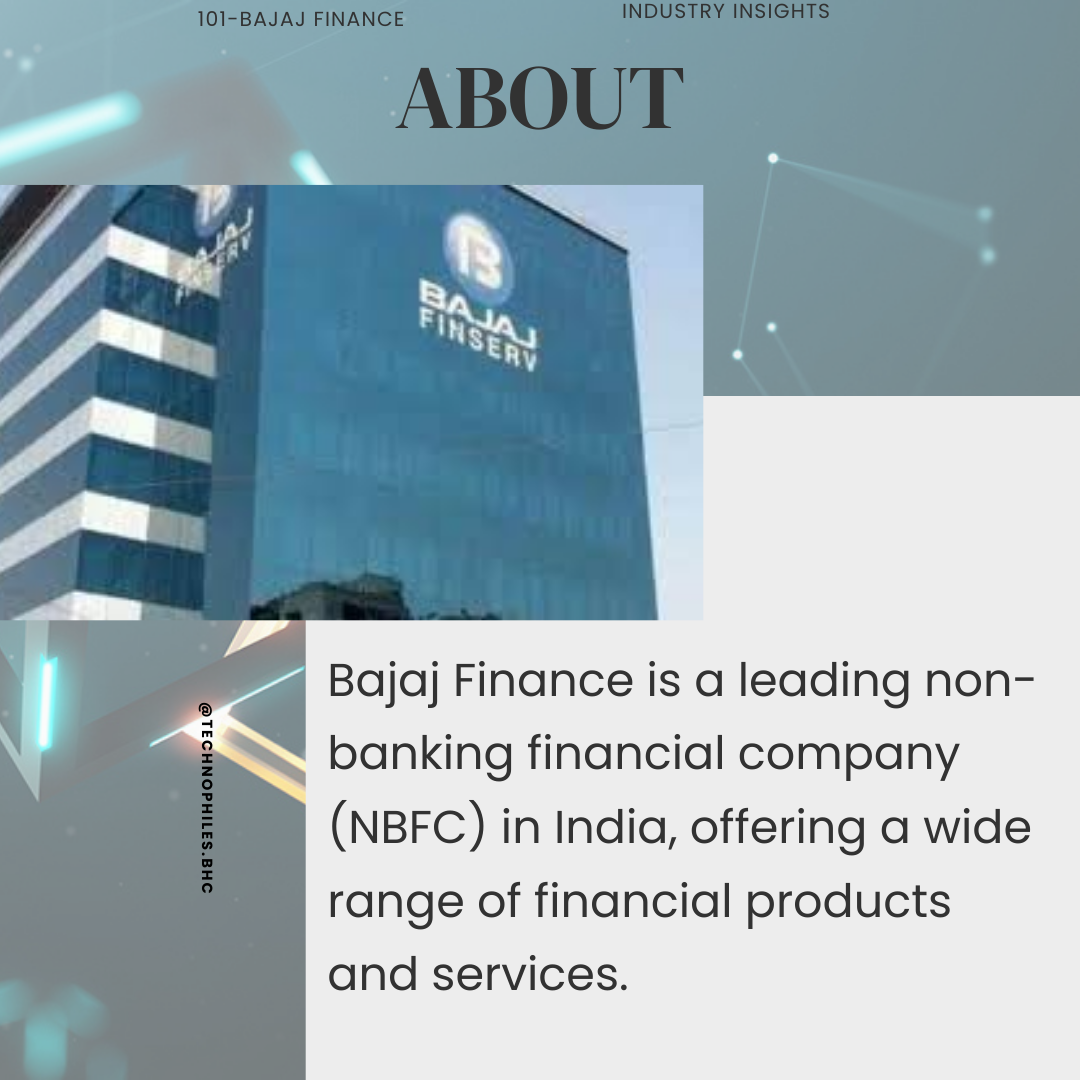 101-BAJAJ FINANCE
INDUSTRY INSIGHTS
ABOUT
B
BAJAJ
FINSERV
B
BAJAJ
FINSERV
@TECHNOPHILES.BHC
Bajaj Finance is a leading non-
banking financial company
(NBFC) in India, offering a wide
range of financial products
and services.